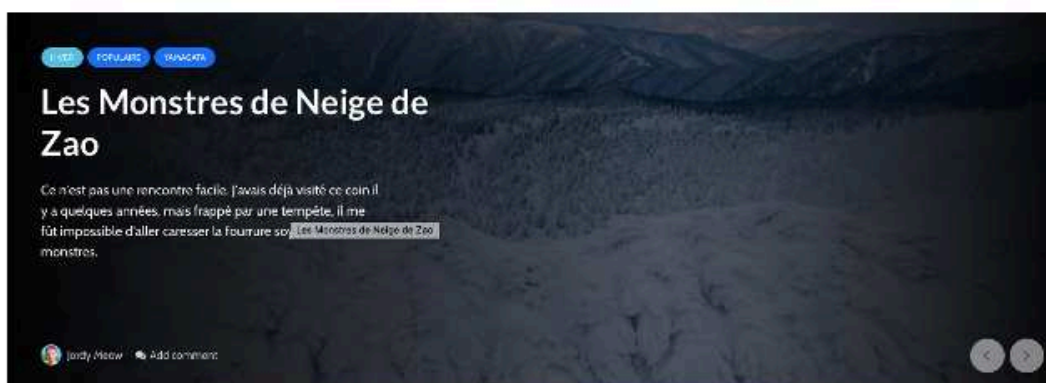 HIVER POPULAIRE YAMAGATA
Les Monstres de Neige de
Zao
Ce n'est pas une rencontre facile. J'avais déjà visité ce coin il
y a quelques années, mais frappé par une tempête, il me
fût impossible d'aller caresser la fourrure
Les Monstres de Neige de Zao
monstres.
Jordy Meow Add comment